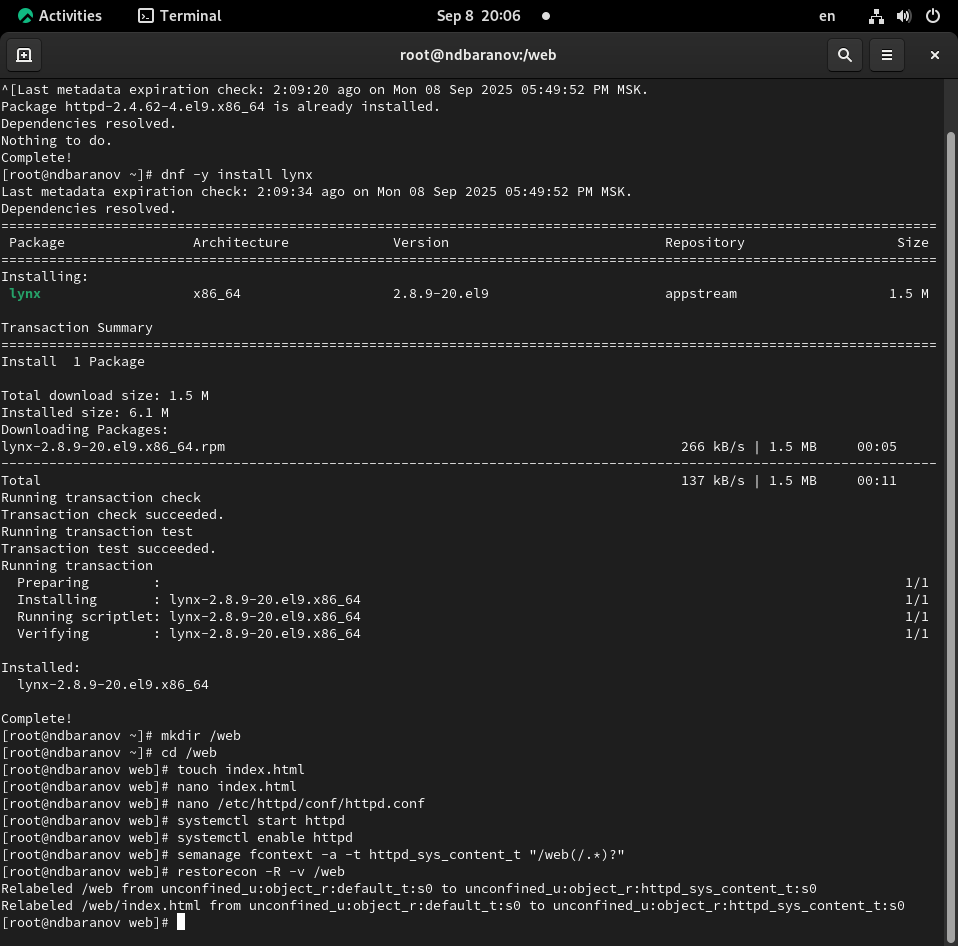 Activities Terminal Sep 8 20:06 en
root@ndbaranov:/web
^[Last metadata expiration check: 2:09:20 ago on Mon 08 Sep 2025 05:49:52 PM MSK.
Package httpd-2.4.62-4.el9.x86_64 is already installed.
Dependencies resolved.
Nothing to do.
Complete!
[root@ndbaranov ~]# dnf -y install lynx
Last metadata expiration check: 2:09:34 ago on Mon 08 Sep 2025 05:49:52 PM MSK.
Dependencies resolved.
=====================================================================================================================
 Package                Architecture             Version                           Repository                   Size
=====================================================================================================================
Installing:
 lynx                   x86_64                   2.8.9-20.el9                      appstream                   1.5 M

Transaction Summary
=====================================================================================================================
Install  1 Package

Total download size: 1.5 M
Installed size: 6.1 M
Downloading Packages:
lynx-2.8.9-20.el9.x86_64.rpm                                                         266 kB/s | 1.5 MB     00:05
---------------------------------------------------------------------------------------------------------------------
Total                                                                                137 kB/s | 1.5 MB     00:11
Running transaction check
Transaction check succeeded.
Running transaction test
Transaction test succeeded.
Running transaction
  Preparing        :                                                                                             1/1
  Installing       : lynx-2.8.9-20.el9.x86_64                                                                    1/1
  Running scriptlet: lynx-2.8.9-20.el9.x86_64                                                                    1/1
  Verifying        : lynx-2.8.9-20.el9.x86_64                                                                    1/1

Installed:
  lynx-2.8.9-20.el9.x86_64

Complete!
[root@ndbaranov ~]# mkdir /web
[root@ndbaranov ~]# cd /web
[root@ndbaranov web]# touch index.html
[root@ndbaranov web]# nano index.html
[root@ndbaranov web]# nano /etc/httpd/conf/httpd.conf
[root@ndbaranov web]# systemctl start httpd
[root@ndbaranov web]# systemctl enable httpd
[root@ndbaranov web]# semanage fcontext -a -t httpd_sys_content_t "/web(/.*)?"
[root@ndbaranov web]# restorecon -R -v /web
Relabeled /web from unconfined_u:object_r:default_t:s0 to unconfined_u:object_r:httpd_sys_content_t:s0
Relabeled /web/index.html from unconfined_u:object_r:default_t:s0 to unconfined_u:object_r:httpd_sys_content_t:s0
[root@ndbaranov web]#